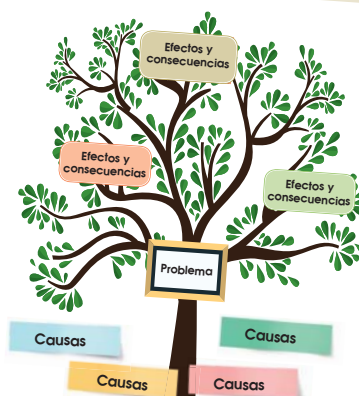 Efectos y
consecuencias
Efectos y
consecuencias
Efectos y
consecuencias
Problema
Causas
Causas
Causas
Causas